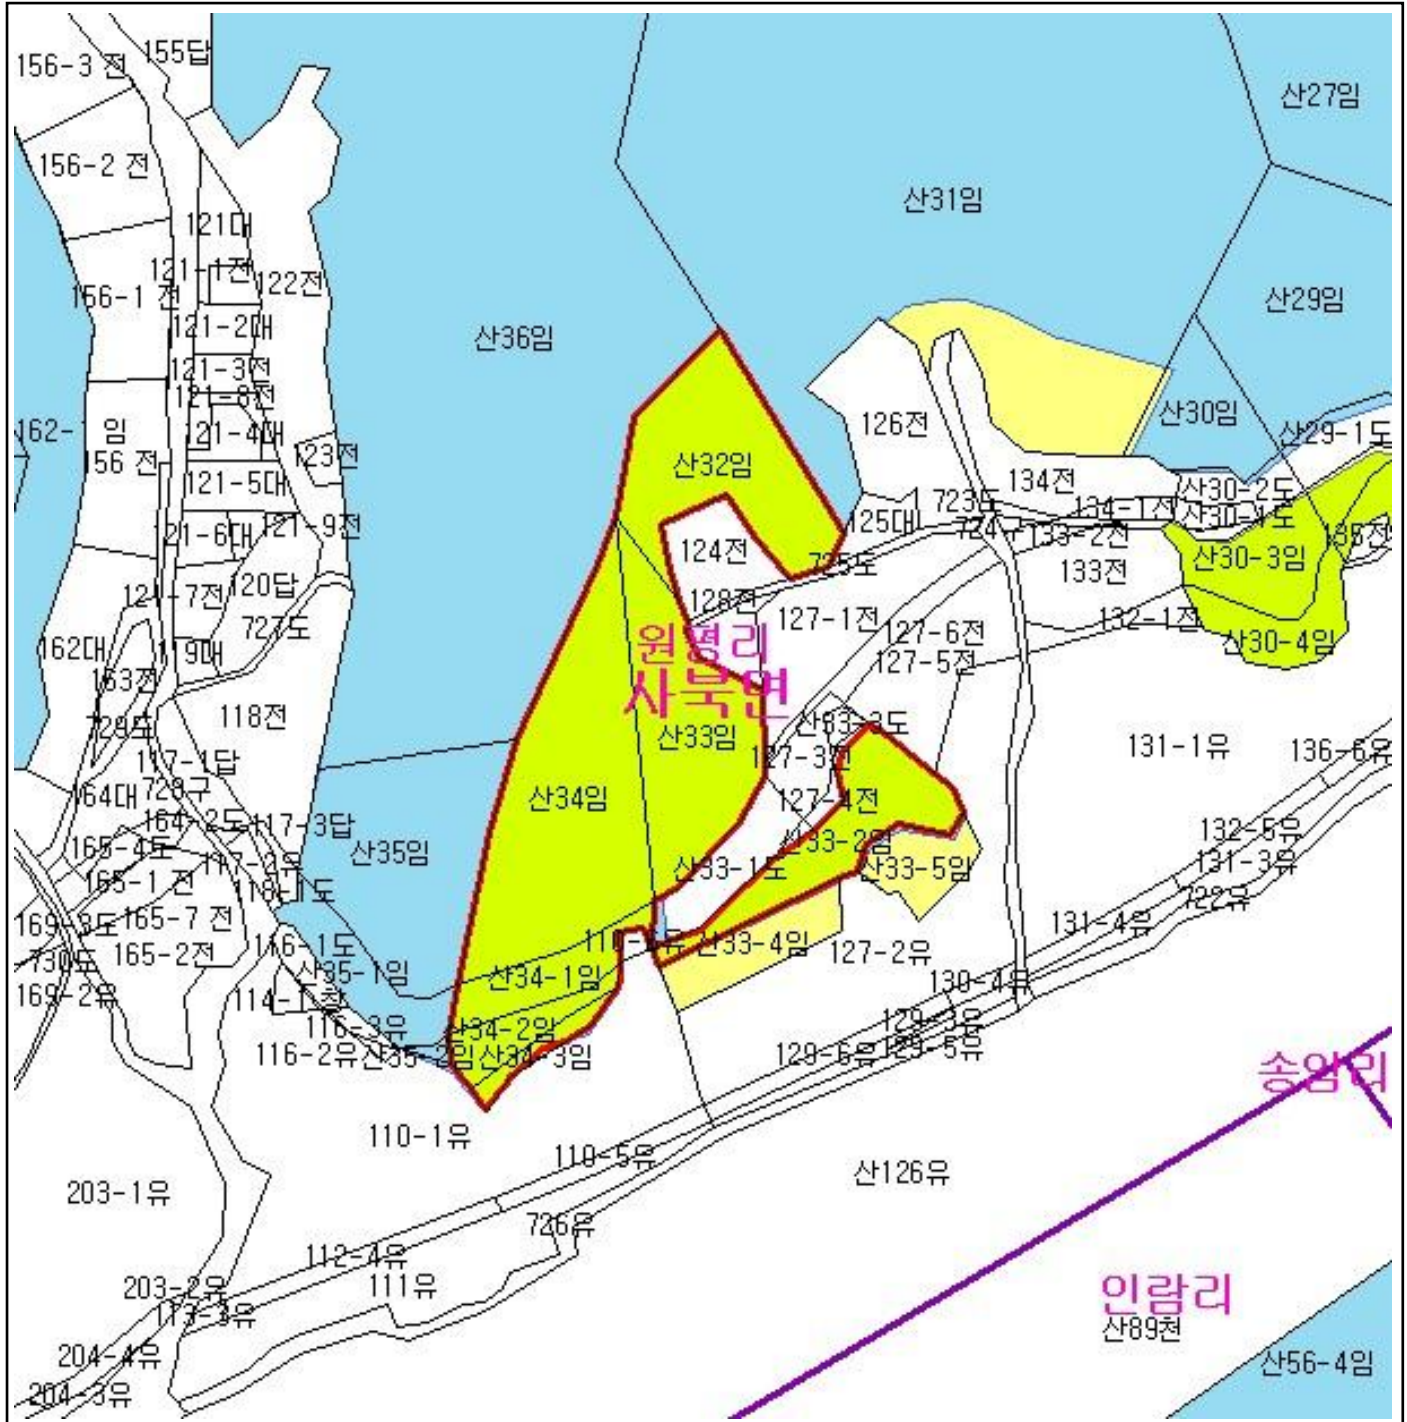 155답
156-3 전
산27임
156-2 전
산31임
121대
121-1전
122전
156-1 전
산29임
121-2대
산36임
121-3전
121-8전
산30임
126전
121-4대
산29-1도
162-1임
123전
156 전
산32임
121-5대
134전
산30-2도
723도
134-1전
산30-1도
125대
121-9전
121-6대
133-2전
135전
124전
산30-3임
725도
133전
120답
121-7전
128전
127-1전
132-1전
727도
127-6전
산30-4임
162대
119대
원평리
127-5전
163전
사북면
118전
729도
산33-3도
산33임
131-1유
136-6유
117-1답
127-3전
728구
164대
산34임
127-4전
164-2도
117-3답
132-5유
165-4도
산33-2임
산35임
131-3유
117-2유
산33-1도
산33-5임
165-1 전
118-1도
722유
169-3도
165-7 전
131-4유
116-1도
산33-4임
165-2전
127-2유
730도
산35-1임
산34-1임
130-4유
169-2유
129-3유
116-3유
산34-2임
129-6유
129-5유
116-2유
산35-2임
산34-3임
송암리
110-1유
110-5유
산126유
203-1유
726유
112-4유
111유
203-2유
인람리
113-3유
산89천
204-4유
산56-4임
204-3유